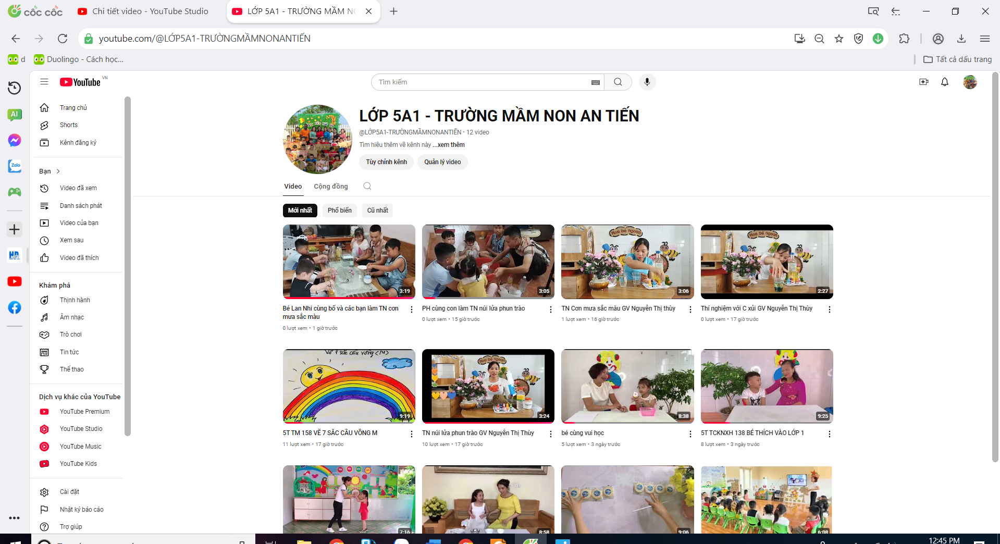 cốc cốc
Chi tiết video - YouTube Studio
LỚP 5A1 - TRƯỜNG MẦM NO
youtube.com/@LỚP5A1-TRƯỜNGMẦMNONANTIẾN
d
Duolingo - Cách học...
Tất cả dấu trang
YouTube VN
Tìm kiếm
AI
Zalo
Trang chủ
Shorts
Kênh đăng ký
Bạn
Video đã xem
Danh sách phát
Video của bạn
Xem sau
Video đã thích
Khám phá
Thịnh hành
Âm nhạc
Trò chơi
Tin tức
Thể thao
Dịch vụ khác của YouTube
YouTube Premium
YouTube Studio
YouTube Music
YouTube Kids
Cài đặt
Nhật ký báo cáo
Trợ giúp
LỚP 5A1 - TRƯỜNG MẦM NON AN TIẾN
@LỚP5A1-TRƯỜNGMẦMNONANTIẾN • 12 video
Tìm hiểu thêm về kênh này ...xem thêm
Tùy chỉnh kênh
Quản lý video
Video
Cộng đồng
Mới nhất
Phổ biến
Cũ nhất
3:19
Bé Lan Nhi cùng bố và các bạn làm TN cơn
mưa sắc màu
0 lượt xem • 1 giờ trước
3:05
PH cùng con làm TN núi lửa phun trào
0 lượt xem • 15 giờ trước
Hoa bé ngoan
3:06
TN Cơn mưa sắc màu GV Nguyễn Thị thùy
1 lượt xem • 16 giờ trước
Hoa bé ngoan
2:27
Thí nghiệm với C xủi GV Nguyễn Thị Thùy
0 lượt xem • 17 giờ trước
Vẽ 7 sắc cầu vồng (M)
9:19
5T TM 158 VẼ 7 SẮC CẦU VỒNG M
11 lượt xem • 17 giờ trước
Hoa bé ngoan
3:24
TN núi lửa phun trào GV Nguyễn Thị Thùy
10 lượt xem • 17 giờ trước
8:38
bé cùng vui học
5 lượt xem • 3 ngày trước
9:25
5T TCKNXH 138 BÉ THÍCH VÀO LỚP 1
8 lượt xem • 3 ngày trước
7:16
8:58
9:06
6:08
12:45 PM